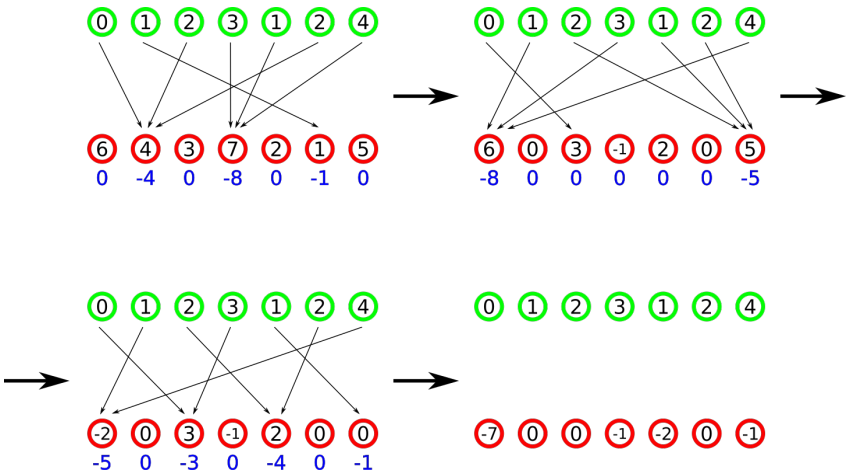 0 1 2 3 1 2 4
0 1 2 3 1 2 4
6 4 3 7 2 1 5
6 0 3 -1 2 0 5
0 -4 0 -8 0 -1 0
-8 0 0 0 0 0 -5
0 1 2 3 1 2 4
0 1 2 3 1 2 4
-2 0 3 -1 2 0 0
-7 0 0 -1 -2 0 -1
-5 0 -3 0 -4 0 -1